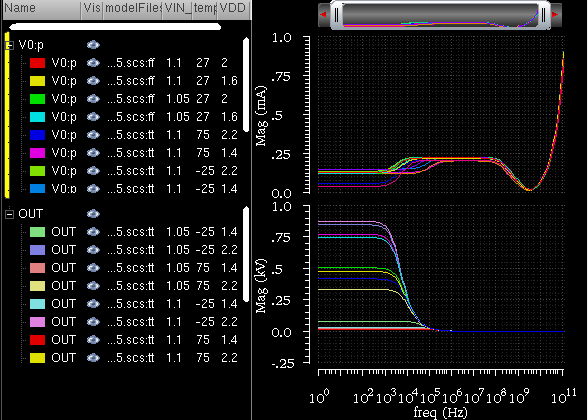 Name Vis modelFiles VIN_ temp VDD
V0:p
V0:p ...5.scs:ff 1.1 27 2
V0:p ...5.scs:ff 1.1 27 1.6
V0:p ...5.scs:ff 1.05 27 2
V0:p ...5.scs:ff 1.05 27 1.6
V0:p ...5.scs:tt 1.1 75 2.2
V0:p ...5.scs:tt 1.1 75 1.4
V0:p ...5.scs:tt 1.1 -25 2.2
V0:p ...5.scs:tt 1.1 -25 1.4
OUT
OUT ...5.scs:tt 1.05 -25 1.4
OUT ...5.scs:tt 1.05 -25 2.2
OUT ...5.scs:tt 1.05 75 1.4
OUT ...5.scs:tt 1.05 75 2.2
OUT ...5.scs:tt 1.1 -25 1.4
OUT ...5.scs:tt 1.1 -25 2.2
OUT ...5.scs:tt 1.1 75 1.4
OUT ...5.scs:tt 1.1 75 2.2
Mag (mA)
1.0
.75
.5
.25
0.0
Mag (kV)
1.0
.75
.5
.25
0.0
-.25
10^0 10^2 10^3 10^4 10^5 10^6 10^7 10^8 10^9 10^11
freq (Hz)